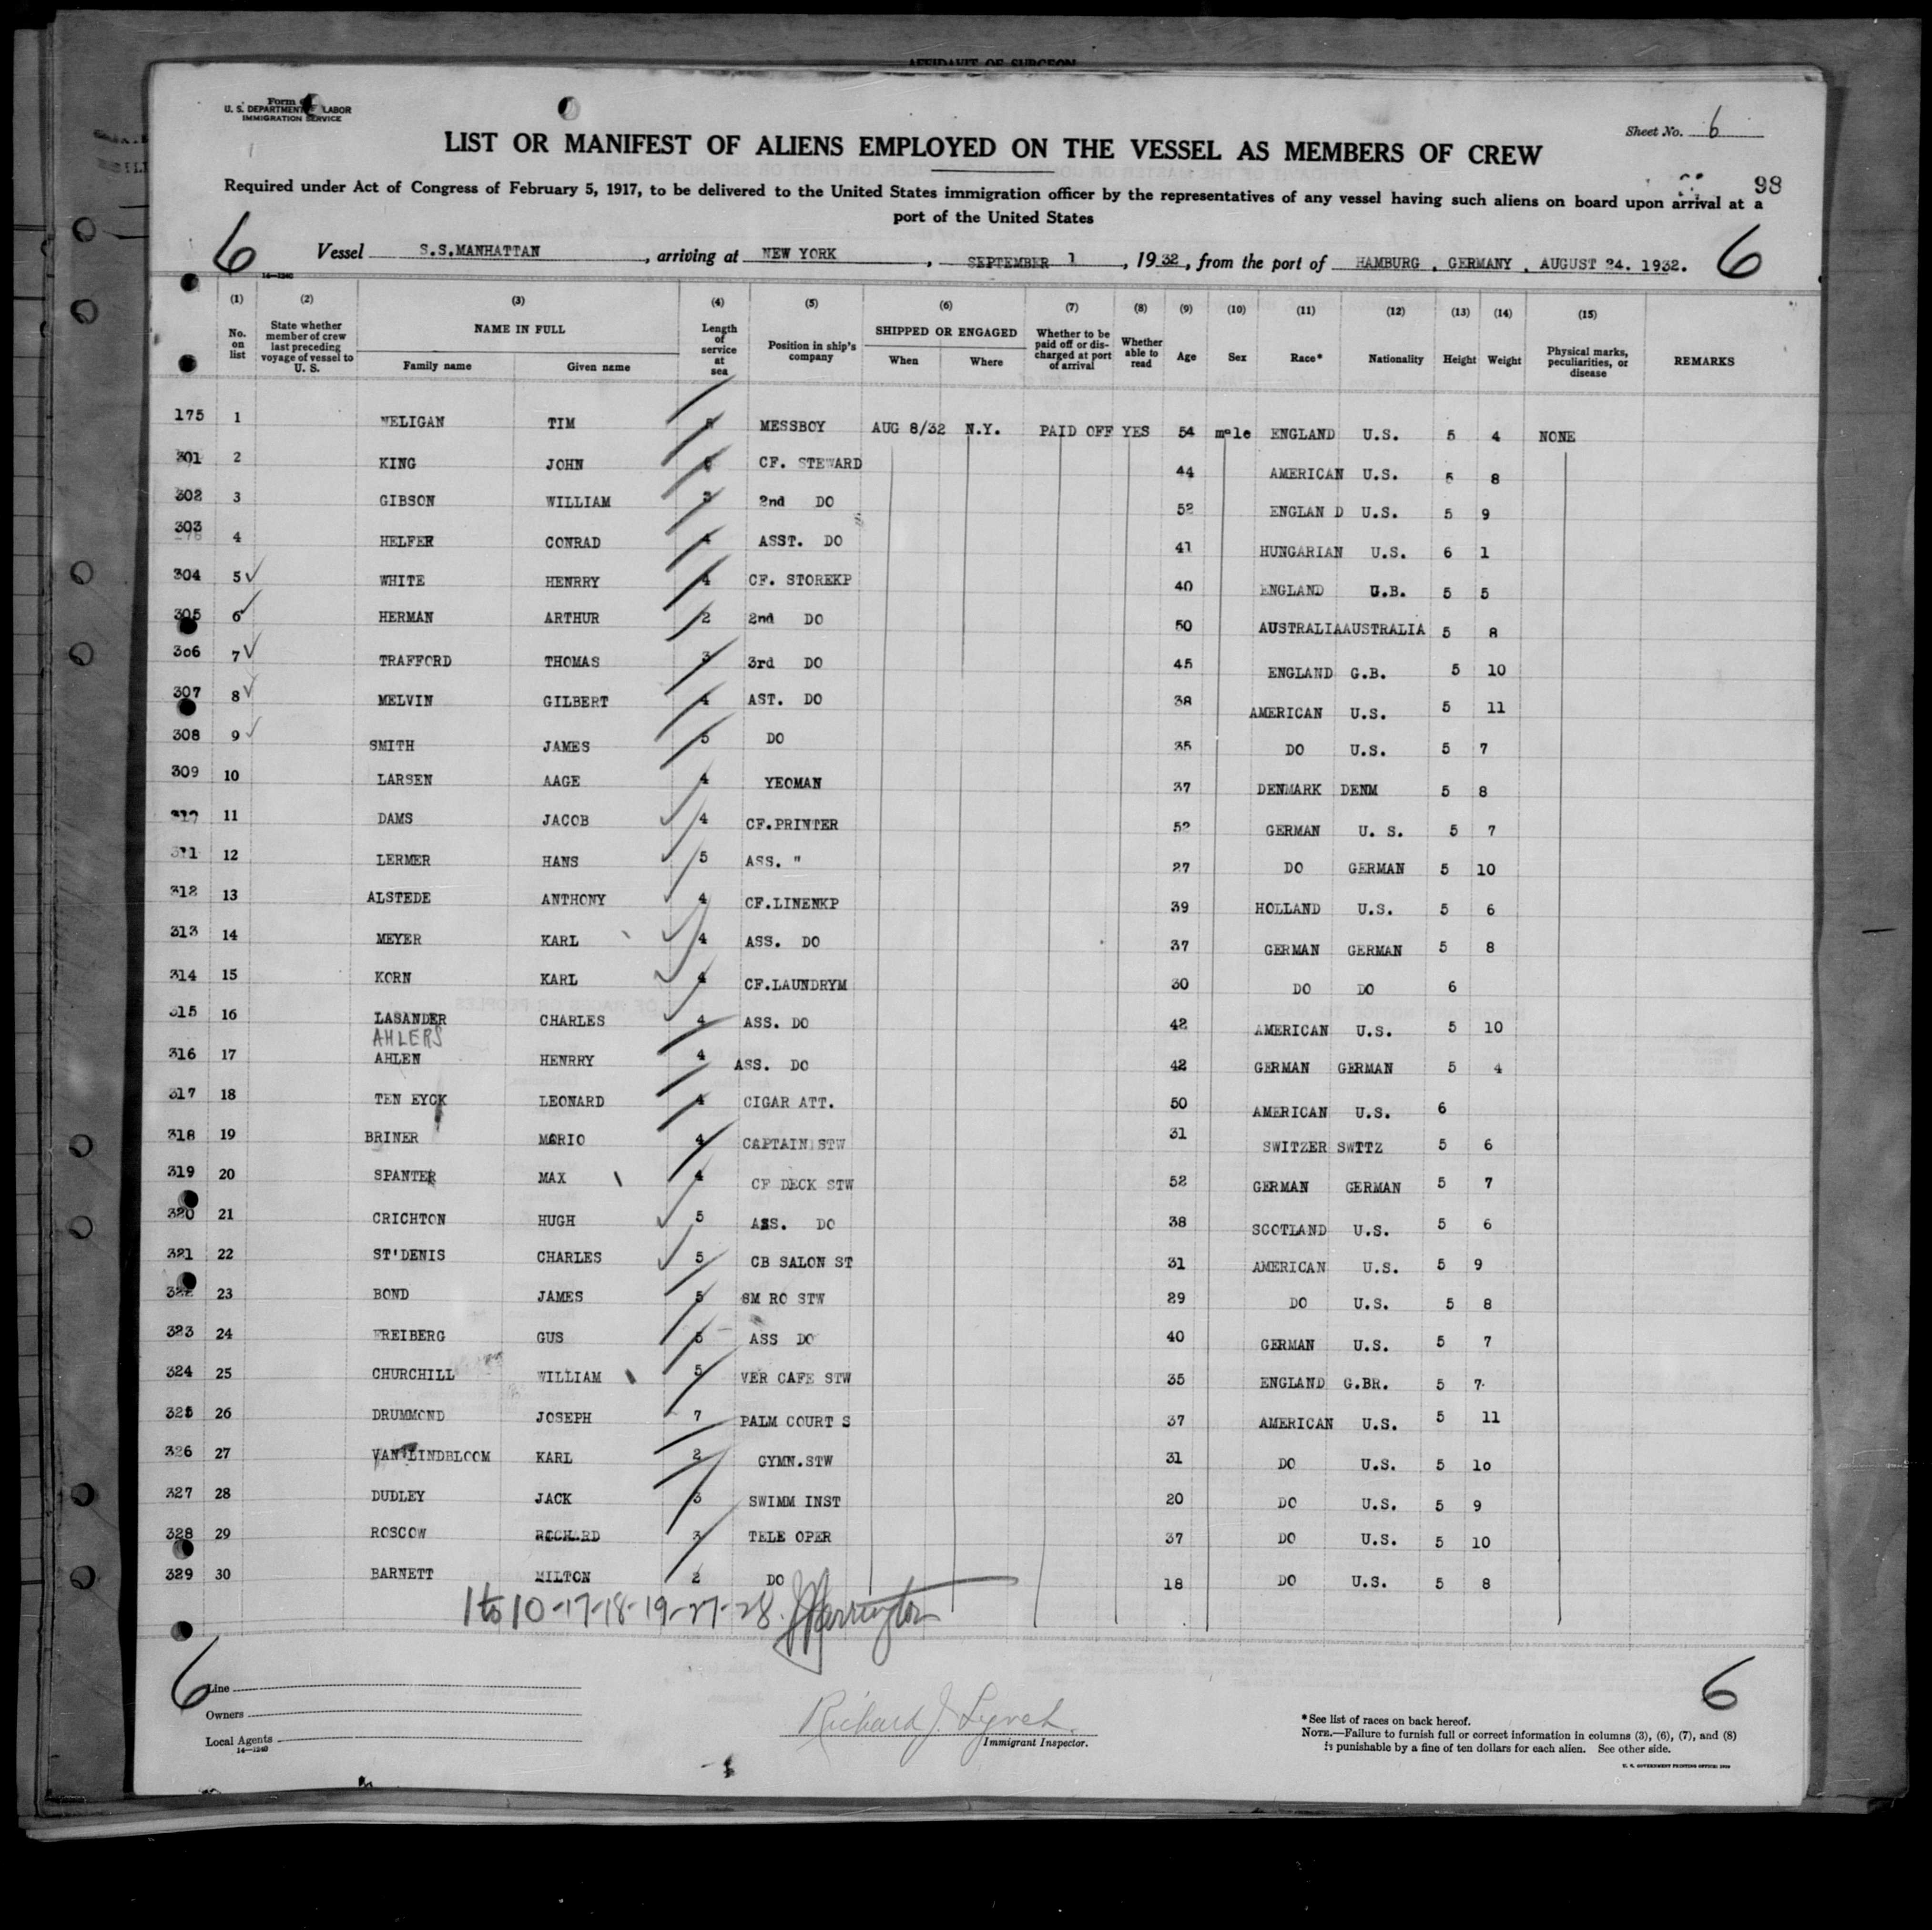 AFFIDAVIT OF SURGEON
Form
U. S. DEPARTMENT OF LABOR
IMMIGRATION SERVICE
Sheet No. 6
LIST OR MANIFEST OF ALIENS EMPLOYED ON THE VESSEL AS MEMBERS OF CREW
98
Required under Act of Congress of February 5, 1917, to be delivered to the United States immigration officer by the representatives of any vessel having such aliens on board upon arrival at a
port of the United States
6 Vessel S.S.MANHATTAN, arriving at NEW YORK, SEPTEMBER 1, 1932, from the port of HAMBURG, GERMANY, AUGUST 24. 1932. 6
14-1240
(1) (2) (3) (4) (5) (6) (7) (8) (9) (10) (11) (12) (13) (14) (15)
No. on list State whether member of crew last preceding voyage of vessel to U. S. NAME IN FULL Family name Given name Length of service at sea Position in ship's company SHIPPED OR ENGAGED When Where Whether to be paid off or discharged at port of arrival Whether able to read Age Sex Race* Nationality Height Weight Physical marks, peculiarities, or disease REMARKS
175 1 WELIGAN TIM MESSBOY AUG 8/32 N.Y. PAID OFF YES 54 male ENGLAND U.S. 5 4 NONE
301 2 KING JOHN CF. STEWARD 44 AMERICAN U.S. 5 8
302 3 GIBSON WILLIAM 3 2nd DO 52 ENGLAN D U.S. 5 9
303 4 HELFER CONRAD 4 ASST. DO 41 HUNGARIAN U.S. 6 1
304 5 WHITE HENRRY 4 CF. STOREKP 40 ENGLAND G.B. 5 5
305 6 HERMAN ARTHUR 2 2nd DO 50 AUSTRALIAAUSTRALIA 5 8
306 7 TRAFFORD THOMAS 3 3rd DO 45 ENGLAND G.B. 5 10
307 8 MELVIN GILBERT 4 AST. DO 38 AMERICAN U.S. 5 11
308 9 SMITH JAMES 5 DO 35 DO U.S. 5 7
309 10 LARSEN AAGE 4 YEOMAN 37 DENMARK DENM 5 8
310 11 DAMS JACOB 4 CF.PRINTER 52 GERMAN U. S. 5 7
311 12 LERMER HANS 5 ASS. " 27 DO GERMAN 5 10
312 13 ALSTEDE ANTHONY 4 CF.LINENKP 39 HOLLAND U.S. 5 6
313 14 MEYER KARL 4 ASS. DO 37 GERMAN GERMAN 5 8
314 15 KORN KARL 4 CF.LAUNDRYM 30 DO DO 6
315 16 LASANDER CHARLES 4 ASS. DO 42 AMERICAN U.S. 5 10
AHLERS
316 17 AHLEN HENRRY 4 ASS. DO 42 GERMAN GERMAN 5 4
317 18 TEN EYCK LEONARD 4 CIGAR ATT. 50 AMERICAN U.S. 6
318 19 BRINER MARIO 4 CAPTAIN STW 31 SWITZER SWTTZ 5 6
319 20 SPANTER MAX 4 CF DECK STW 52 GERMAN GERMAN 5 7
320 21 CRICHTON HUGH 5 ASS. DO 38 SCOTLAND U.S. 5 6
321 22 ST'DENIS CHARLES 5 CB SALON ST 31 AMERICAN U.S. 5 9
322 23 BOND JAMES 5 SM RO STW 29 DO U.S. 5 8
323 24 FREIBERG GUS 5 ASS DO 40 GERMAN U.S. 5 7
324 25 CHURCHILL WILLIAM 5 VER CAFE STW 35 ENGLAND G.BR. 5 7
325 26 DRUMMOND JOSEPH 7 PALM COURT S 37 AMERICAN U.S. 5 11
326 27 VAN LINDBLOOM KARL 2 GYMN.STW 31 DO U.S. 5 10
327 28 DUDLEY JACK 3 SWIMM INST 20 DO U.S. 5 9
328 29 ROSCOW RICHARD 3 TELE OPER 37 DO U.S. 5 10
329 30 BARNETT MILTON 2 DO 18 DO U.S. 5 8
1 to 10-17-18-19-27-28. Harrington
6 6
Line
Owners
Local Agents
14-1240
Richard J. Lynch.
Immigrant Inspector.
*See list of races on back hereof.
NOTE.—Failure to furnish full or correct information in columns (3), (6), (7), and (8)
is punishable by a fine of ten dollars for each alien. See other side.
U. S. GOVERNMENT PRINTING OFFICE: